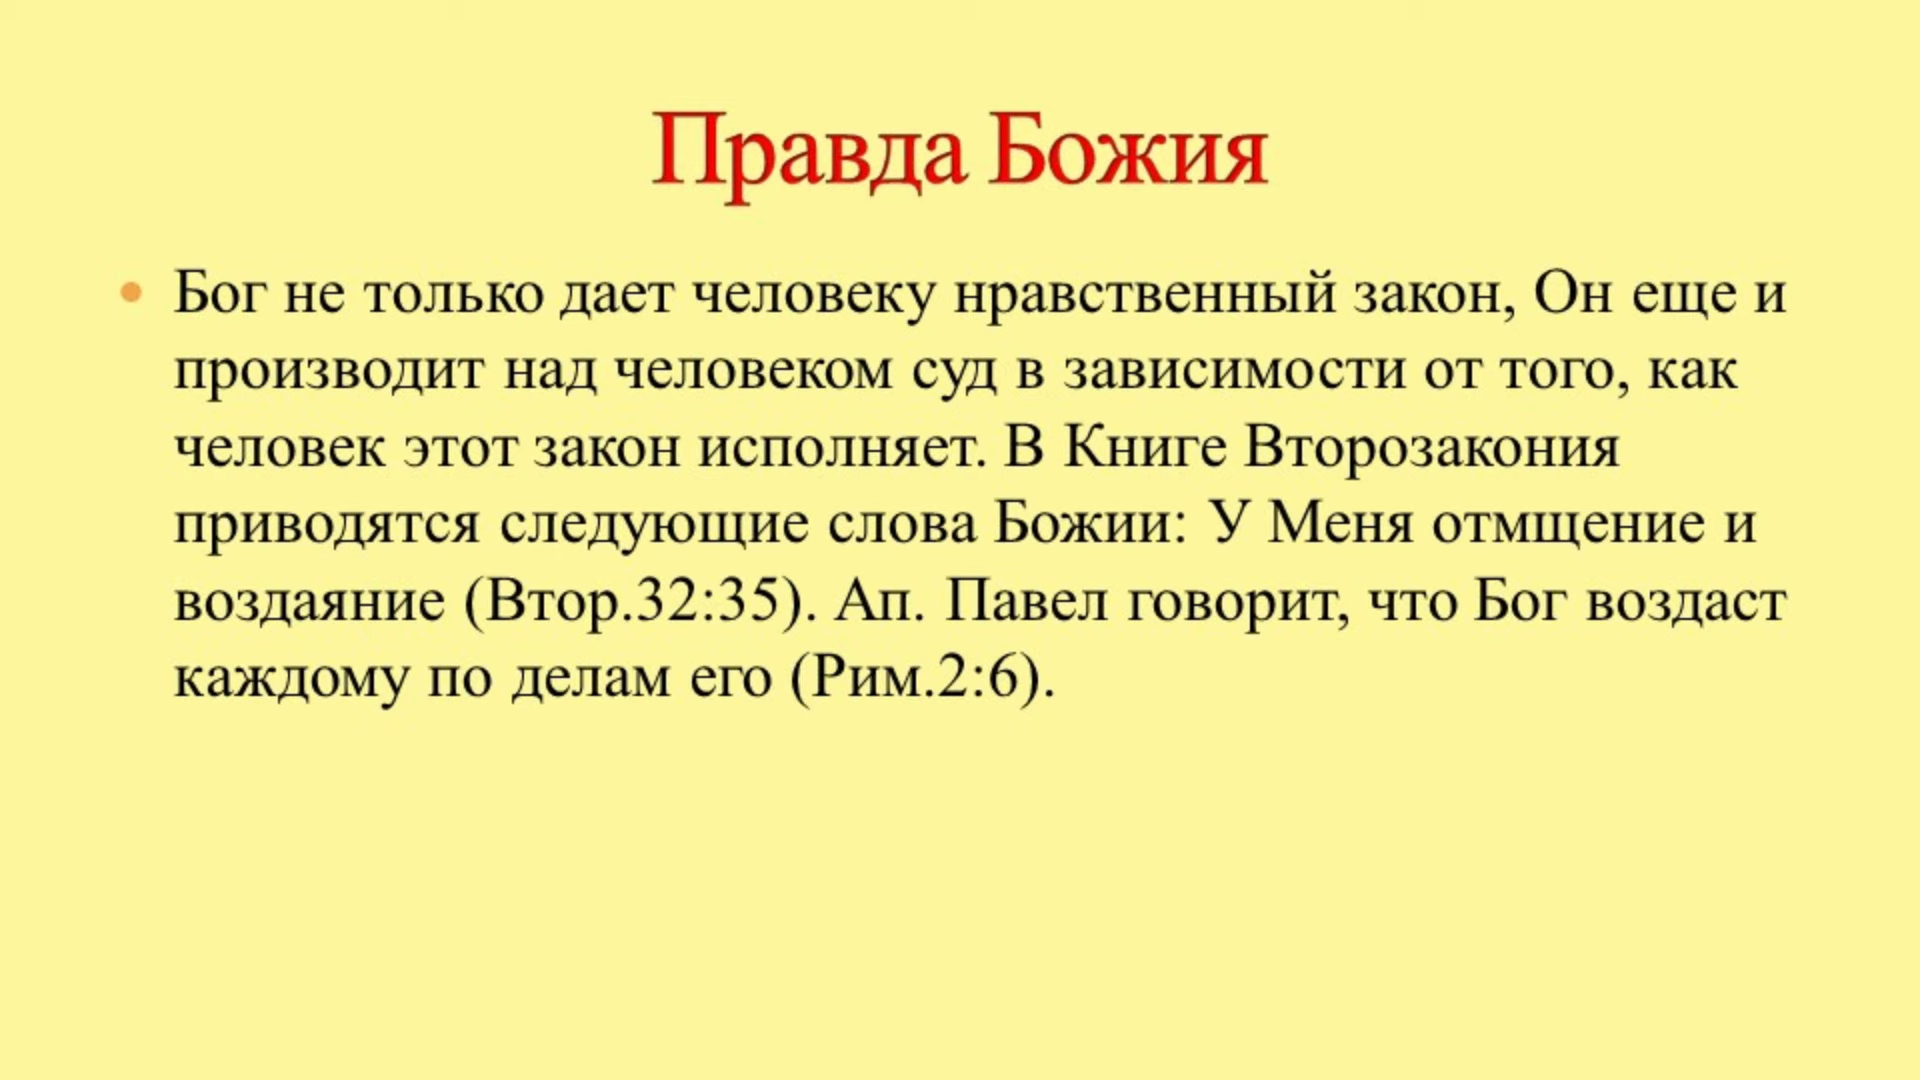 Правда Божия
• Бог не только дает человеку нравственный закон, Он еще и
производит над человеком суд в зависимости от того, как
человек этот закон исполняет. В Книге Второзакония
приводятся следующие слова Божии: У Меня отмщение и
воздаяние (Втор.32:35). Ап. Павел говорит, что Бог воздаст
каждому по делам его (Рим.2:6).